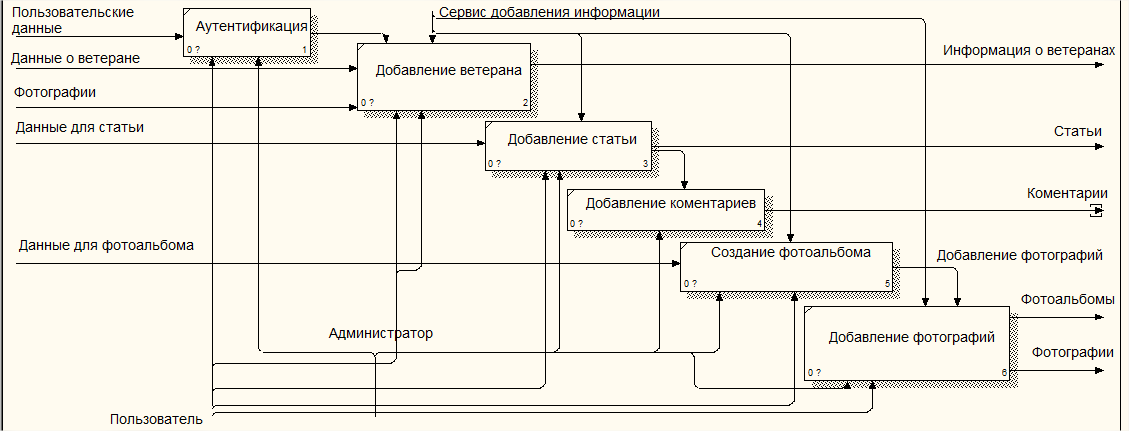 Пользовательские
данные
Сервис добавления информации
Аутентификация
0 ?
1
Данные о ветеране
Информация о ветеранах
Добавление ветерана
Фотографии
0 ?
2
Данные для статьи
Статьи
Добавление статьи
0 ?
3
Коментарии
Добавление коментариев
0 ?
4
Данные для фотоальбома
Создание фотоальбома
Добавление фотографий
0 ?
5
Фотоальбомы
Администратор
Добавление фотографий
Фотографии
0 ?
6
Пользователь